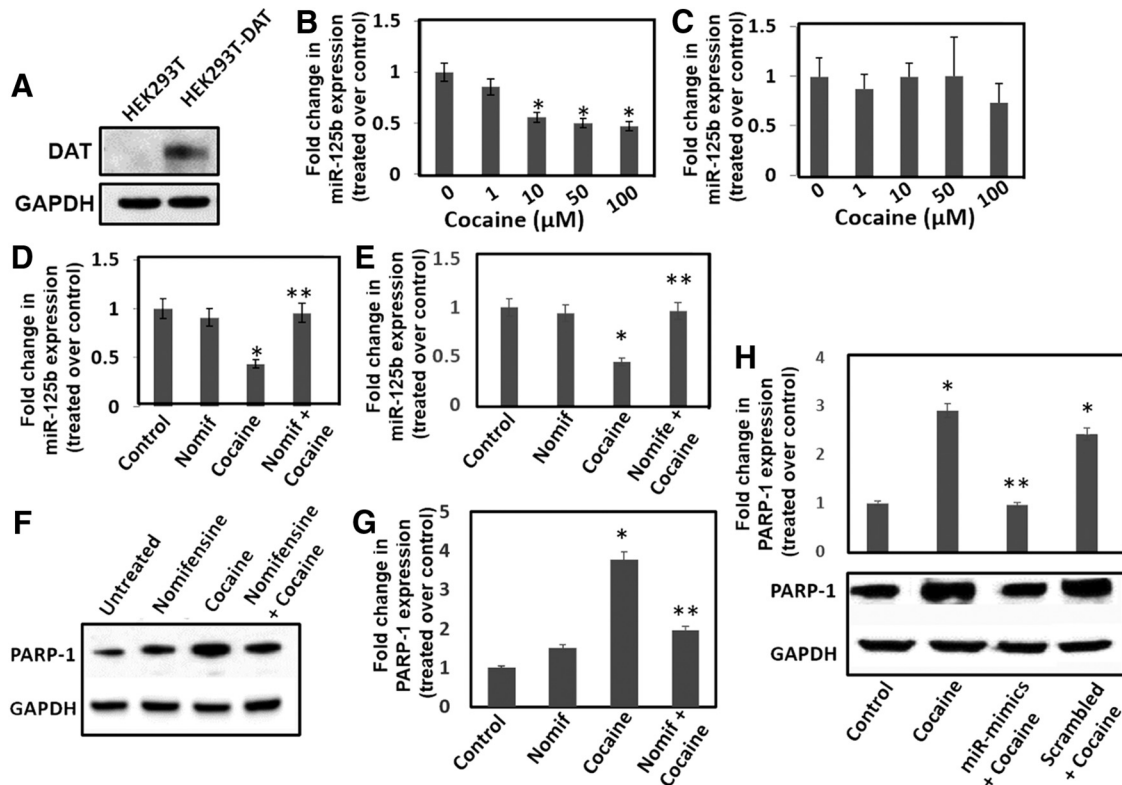 A
HEK293T
HEK293T-DAT
DAT
GAPDH
B
Fold change in
miR-125b expression
(treated over control)
1.5
1
0.5
0
*
*
*
0
1
10
50
100
Cocaine (μM)
C
Fold change in
miR-125b expression
(treated over control)
1.5
1
0.5
0
0
1
10
50
100
Cocaine (μM)
D
Fold change in
miR-125b expression
(treated over control)
1.5
1
0.5
0
*
**
Control
Nomif
Cocaine
Nomif +
Cocaine
E
Fold change in
miR-125b expression
(treated over control)
1.5
1
0.5
0
*
**
Control
Nomif
Cocaine
Nomife +
Cocaine
F
Untreated
Nomifensine
Cocaine
Nomifensine
+ Cocaine
PARP-1
GAPDH
G
Fold change in
PARP-1 expression
(treated over control)
5
4
3
2
1
0
*
**
Control
Nomif
Cocaine
Nomif +
Cocaine
H
Fold change in
PARP-1 expression
(treated over control)
4
3
2
1
0
*
**
*
PARP-1
GAPDH
Control
Cocaine
miR-mimics
+ Cocaine
Scrambled
+ Cocaine